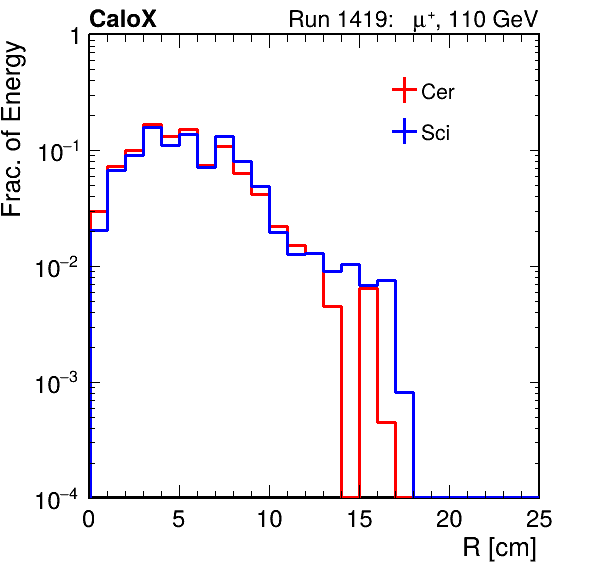 CaloX Run 1419: μ⁺, 110 GeV
Frac. of Energy
1
10⁻¹
10⁻²
10⁻³
10⁻⁴
Cer
Sci
0 5 10 15 20 25
R [cm]